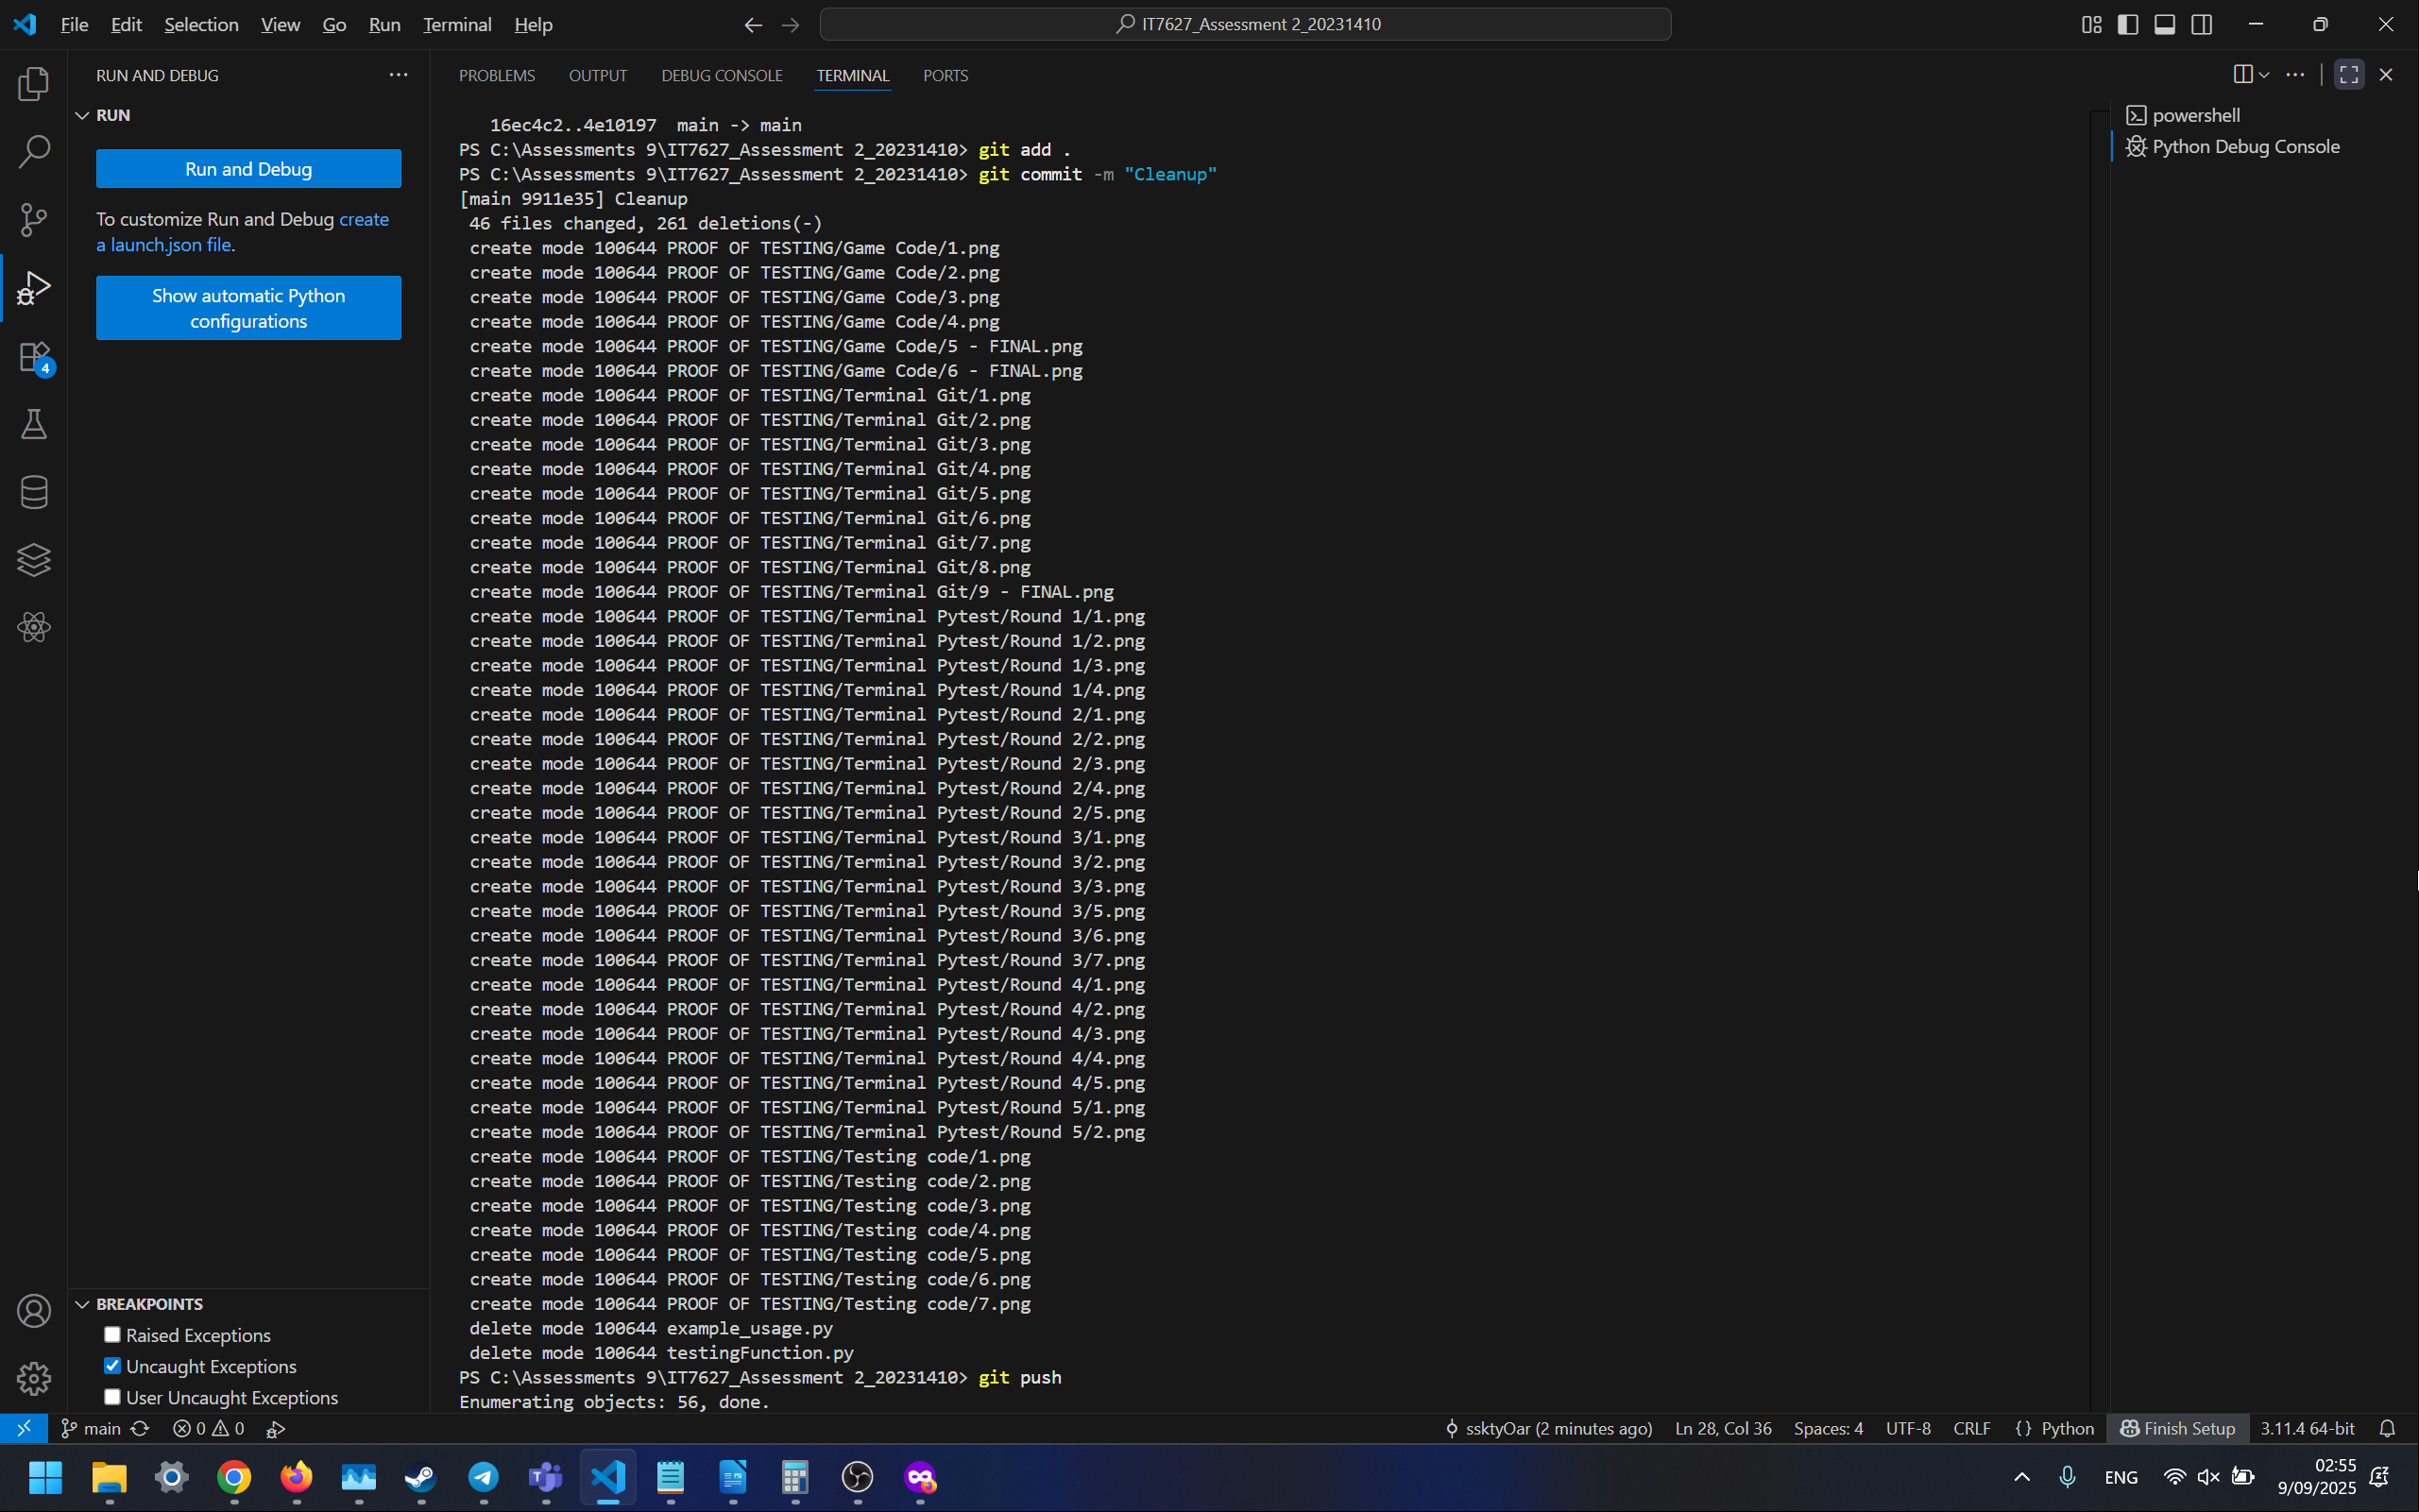 File Edit Selection View Go Run Terminal Help
IT7627_Assessment 2_20231410
RUN AND DEBUG
RUN
Run and Debug
To customize Run and Debug create
a launch.json file.
Show automatic Python
configurations
4
PROBLEMS OUTPUT DEBUG CONSOLE TERMINAL PORTS
16ec4c2..4e10197  main -> main
PS C:\Assessments 9\IT7627_Assessment 2_20231410> git add .
PS C:\Assessments 9\IT7627_Assessment 2_20231410> git commit -m "Cleanup"
[main 9911e35] Cleanup
46 files changed, 261 deletions(-)
create mode 100644 PROOF OF TESTING/Game Code/1.png
create mode 100644 PROOF OF TESTING/Game Code/2.png
create mode 100644 PROOF OF TESTING/Game Code/3.png
create mode 100644 PROOF OF TESTING/Game Code/4.png
create mode 100644 PROOF OF TESTING/Game Code/5 - FINAL.png
create mode 100644 PROOF OF TESTING/Game Code/6 - FINAL.png
create mode 100644 PROOF OF TESTING/Terminal Git/1.png
create mode 100644 PROOF OF TESTING/Terminal Git/2.png
create mode 100644 PROOF OF TESTING/Terminal Git/3.png
create mode 100644 PROOF OF TESTING/Terminal Git/4.png
create mode 100644 PROOF OF TESTING/Terminal Git/5.png
create mode 100644 PROOF OF TESTING/Terminal Git/6.png
create mode 100644 PROOF OF TESTING/Terminal Git/7.png
create mode 100644 PROOF OF TESTING/Terminal Git/8.png
create mode 100644 PROOF OF TESTING/Terminal Git/9 - FINAL.png
create mode 100644 PROOF OF TESTING/Terminal Pytest/Round 1/1.png
create mode 100644 PROOF OF TESTING/Terminal Pytest/Round 1/2.png
create mode 100644 PROOF OF TESTING/Terminal Pytest/Round 1/3.png
create mode 100644 PROOF OF TESTING/Terminal Pytest/Round 1/4.png
create mode 100644 PROOF OF TESTING/Terminal Pytest/Round 2/1.png
create mode 100644 PROOF OF TESTING/Terminal Pytest/Round 2/2.png
create mode 100644 PROOF OF TESTING/Terminal Pytest/Round 2/3.png
create mode 100644 PROOF OF TESTING/Terminal Pytest/Round 2/4.png
create mode 100644 PROOF OF TESTING/Terminal Pytest/Round 2/5.png
create mode 100644 PROOF OF TESTING/Terminal Pytest/Round 3/1.png
create mode 100644 PROOF OF TESTING/Terminal Pytest/Round 3/2.png
create mode 100644 PROOF OF TESTING/Terminal Pytest/Round 3/3.png
create mode 100644 PROOF OF TESTING/Terminal Pytest/Round 3/5.png
create mode 100644 PROOF OF TESTING/Terminal Pytest/Round 3/6.png
create mode 100644 PROOF OF TESTING/Terminal Pytest/Round 3/7.png
create mode 100644 PROOF OF TESTING/Terminal Pytest/Round 4/1.png
create mode 100644 PROOF OF TESTING/Terminal Pytest/Round 4/2.png
create mode 100644 PROOF OF TESTING/Terminal Pytest/Round 4/3.png
create mode 100644 PROOF OF TESTING/Terminal Pytest/Round 4/4.png
create mode 100644 PROOF OF TESTING/Terminal Pytest/Round 4/5.png
create mode 100644 PROOF OF TESTING/Terminal Pytest/Round 5/1.png
create mode 100644 PROOF OF TESTING/Terminal Pytest/Round 5/2.png
create mode 100644 PROOF OF TESTING/Testing code/1.png
create mode 100644 PROOF OF TESTING/Testing code/2.png
create mode 100644 PROOF OF TESTING/Testing code/3.png
create mode 100644 PROOF OF TESTING/Testing code/4.png
create mode 100644 PROOF OF TESTING/Testing code/5.png
create mode 100644 PROOF OF TESTING/Testing code/6.png
create mode 100644 PROOF OF TESTING/Testing code/7.png
delete mode 100644 example_usage.py
delete mode 100644 testingFunction.py
PS C:\Assessments 9\IT7627_Assessment 2_20231410> git push
Enumerating objects: 56, done.
powershell
Python Debug Console
BREAKPOINTS
Raised Exceptions
Uncaught Exceptions
User Uncaught Exceptions
main 0 0 ssktyOar (2 minutes ago) Ln 28, Col 36 Spaces: 4 UTF-8 CRLF {} Python Finish Setup 3.11.4 64-bit
ENG 02:55
9/09/2025